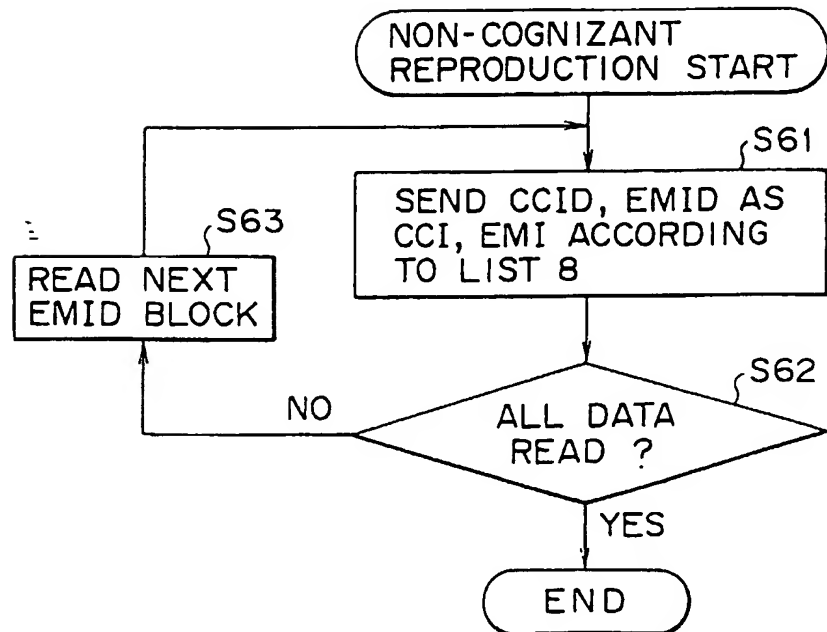 NON-COGNIZANT
REPRODUCTION START
S61
SEND CCID, EMID AS
CCI, EMI ACCORDING
TO LIST 8
S63
READ NEXT
EMID BLOCK
S62
NO
ALL DATA
READ ?
YES
END